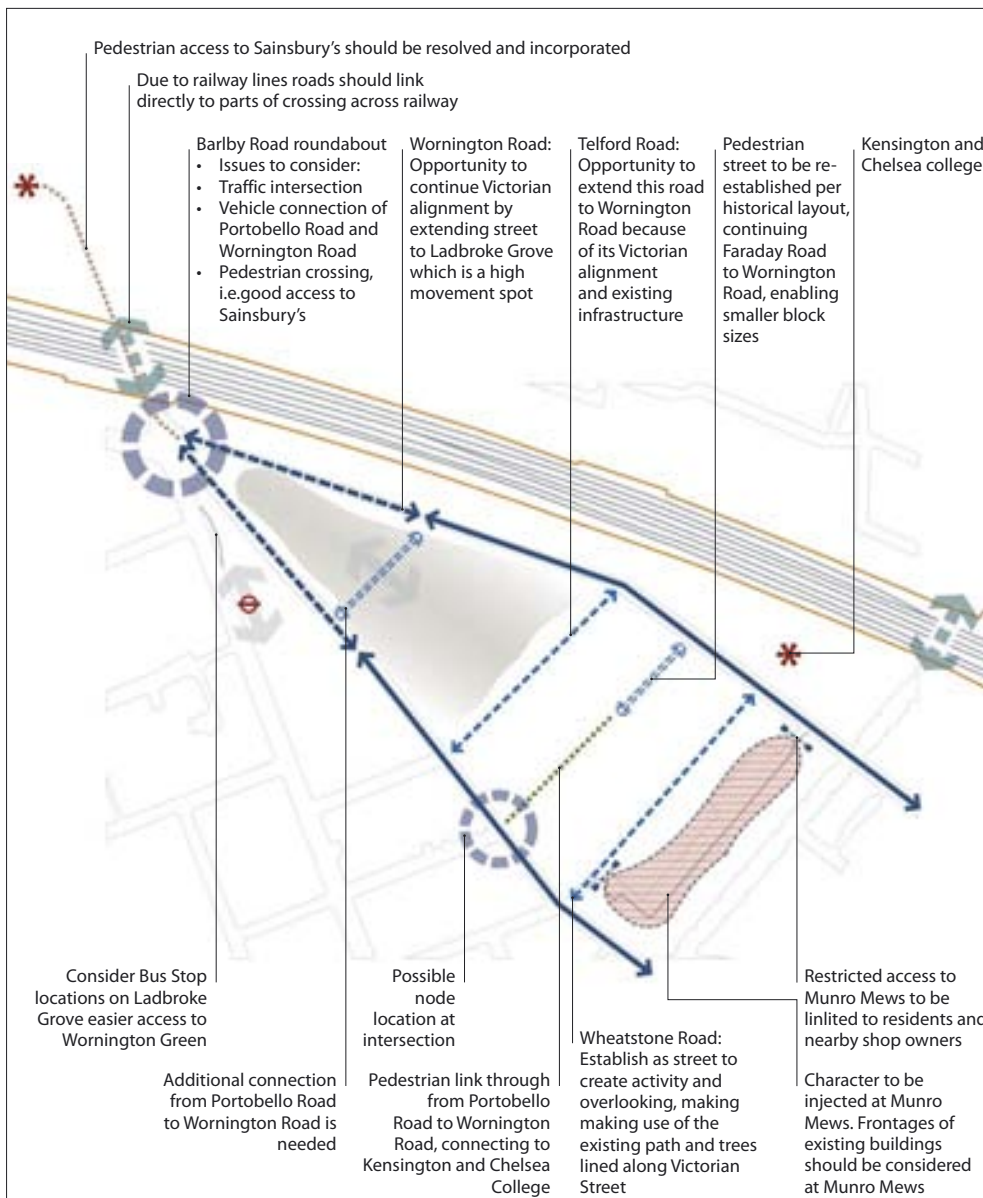 Pedestrian access to Sainsbury's should be resolved and incorporated
Due to railway lines roads should link
directly to parts of crossing across railway
Barlby Road roundabout
• Issues to consider:
• Traffic intersection
• Vehicle connection of
Portobello Road and
Wornington Road
• Pedestrian crossing,
i.e.good access to
Sainsbury's
Wornington Road:
Opportunity to
continue Victorian
alignment by
extending street
to Ladbroke Grove
which is a high
movement spot
Telford Road:
Opportunity to
extend this road
to Wornington
Road because
of its Victorian
alignment
and existing
infrastructure
Pedestrian
street to be re-
established per
historical layout,
continuing
Faraday Road
to Wornington
Road, enabling
smaller block
sizes
Kensington and
Chelsea college
Consider Bus Stop
locations on Ladbroke
Grove easier access to
Wornington Green
Additional connection
from Portobello Road
to Wornington Road is
needed
Possible
node
location at
intersection
Pedestrian link through
from Portobello
Road to Wornington
Road, connecting to
Kensington and Chelsea
College
Wheatstone Road:
Establish as street to
create activity and
overlooking, making
making use of the
existing path and trees
lined along Victorian
Street
Restricted access to
Munro Mews to be
linlited to residents and
nearby shop owners
Character to be
injected at Munro
Mews. Frontages of
existing buildings
should be considered
at Munro Mews